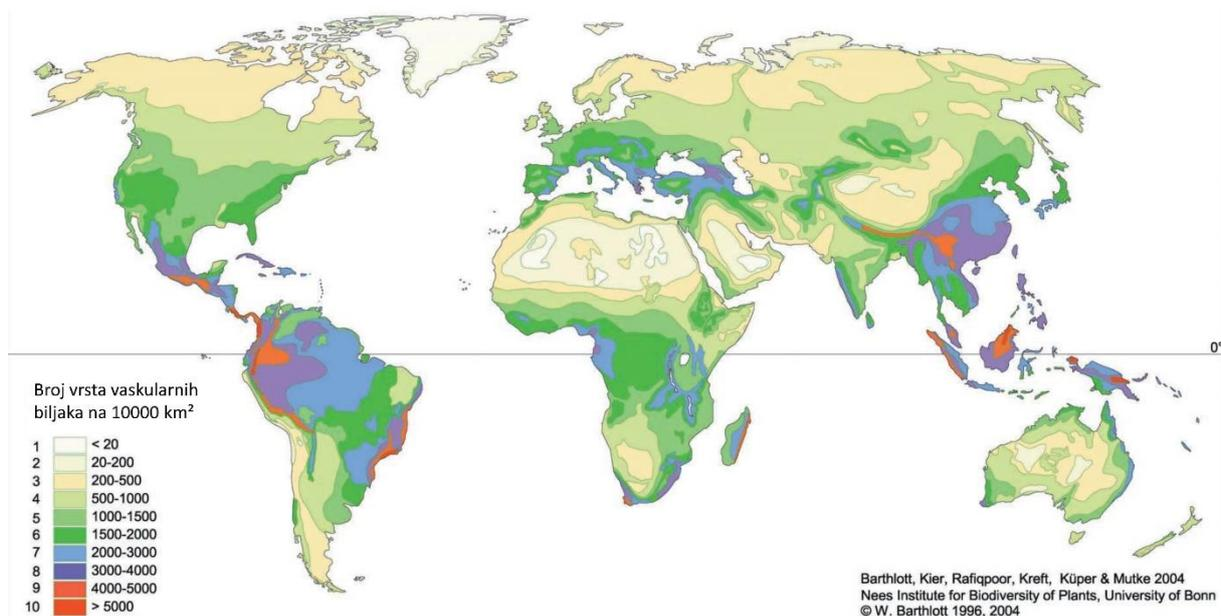 0°
Broj vrsta vaskularnih
biljaka na 10000 km²
1 < 20
2 20-200
3 200-500
4 500-1000
5 1000-1500
6 1500-2000
7 2000-3000
8 3000-4000
9 4000-5000
10 > 5000
Barthlott, Kier, Rafiqpoor, Kreft, Küper & Mutke 2004
Nees Institute for Biodiversity of Plants, University of Bonn
© W. Barthlott 1996, 2004